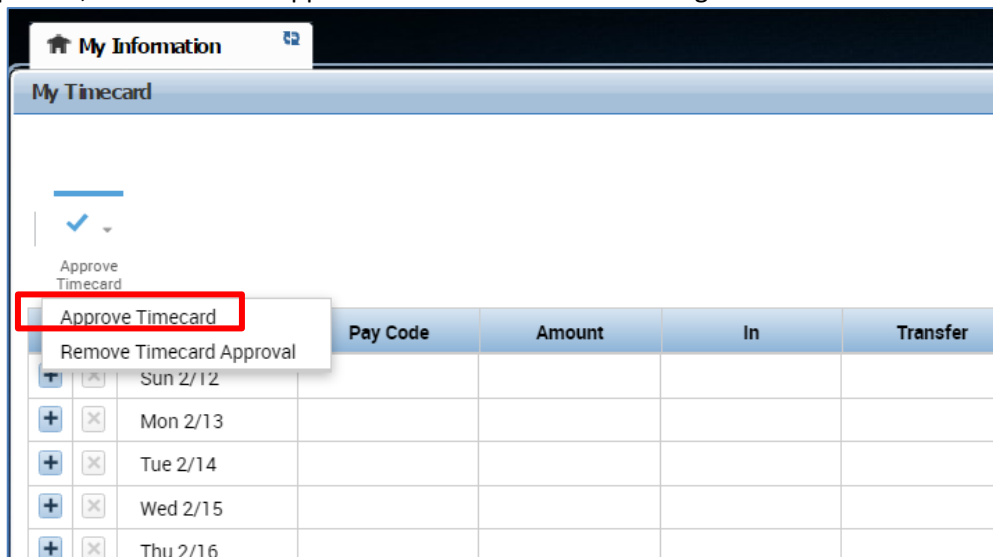 My Information
My Timecard
Approve
Timecard
Approve Timecard
Remove Timecard Approval
Pay Code Amount In Transfer
Sun 2/12
Mon 2/13
Tue 2/14
Wed 2/15
Thu 2/16